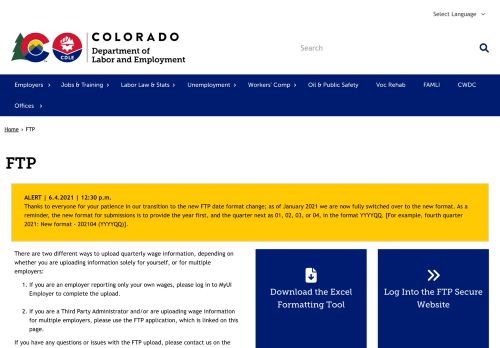 Select Language
COLORADO
Department of
Labor and Employment
CDLE
Search
Employers
Jobs & Training
Labor Law & Stats
Unemployment
Workers' Comp
Oil & Public Safety
Voc Rehab
FAMLI
CWDC
Offices
Home › FTP
FTP
ALERT | 6.4.2021 | 12:30 p.m.
Thanks to everyone for your patience in our transition to the new FTP date format change; as of January 2021 we are now fully switched over to the new format. As a
reminder, the new format for submissions is to provide the year first, and the quarter next as 01, 02, 03, or 04, in the format YYYYQQ. [For example, fourth quarter
2021: New format - 202104 (YYYYQQ)].
There are two different ways to upload quarterly wage information, depending on
whether you are uploading information solely for yourself, or for multiple
employers:
1. If you are an employer reporting only your own wages, please log in to MyUI
Employer to complete the upload.
2. If you are a Third Party Administrator and/or are uploading wage information
for multiple employers, please use the FTP application, which is linked on this
page.
If you have any questions or issues with the FTP upload, please contact us on the
Download the Excel
Formatting Tool
Log Into the FTP Secure
Website